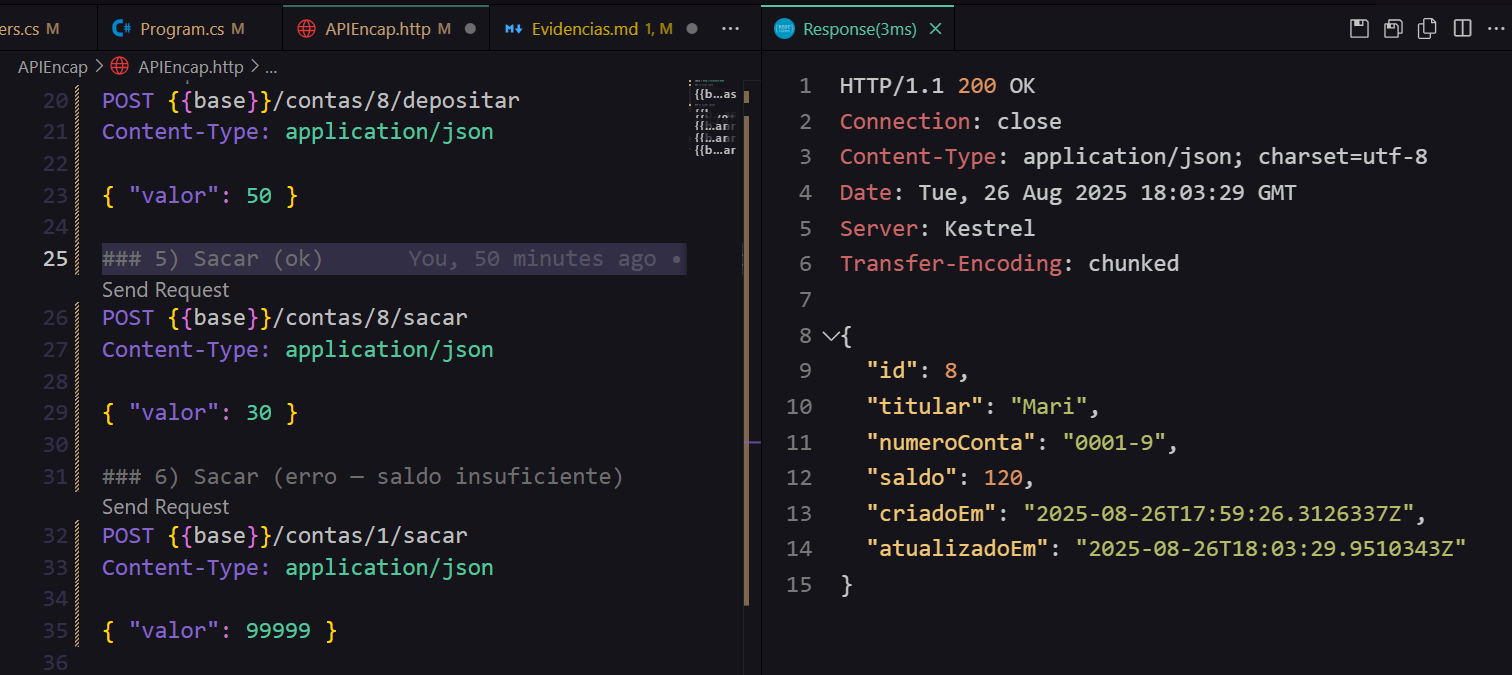 ers.cs M
Program.cs M
APIEncap.http M
Evidencias.md 1, M
Response(3ms)
APIEncap > APIEncap.http > ...
20 POST {{base}}/contas/8/depositar
21 Content-Type: application/json
22
23 { "valor": 50 }
24
25 ### 5) Sacar (ok) You, 50 minutes ago •
Send Request
26 POST {{base}}/contas/8/sacar
27 Content-Type: application/json
28
29 { "valor": 30 }
30
31 ### 6) Sacar (erro — saldo insuficiente)
Send Request
32 POST {{base}}/contas/1/sacar
33 Content-Type: application/json
34
35 { "valor": 99999 }
36
{{b...as
{{b...ar
1 HTTP/1.1 200 OK
2 Connection: close
3 Content-Type: application/json; charset=utf-8
4 Date: Tue, 26 Aug 2025 18:03:29 GMT
5 Server: Kestrel
6 Transfer-Encoding: chunked
7
8 {
9 "id": 8,
10 "titular": "Mari",
11 "numeroConta": "0001-9",
12 "saldo": 120,
13 "criadoEm": "2025-08-26T17:59:26.3126337Z",
14 "atualizadoEm": "2025-08-26T18:03:29.9510343Z"
15 }